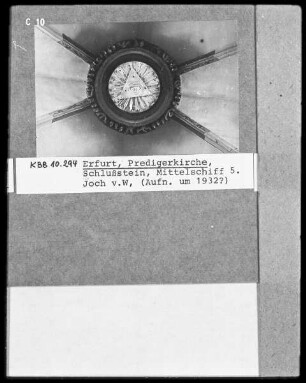 C 10
KBB 10.294 Erfurt, Predigerkirche,
Schlußstein, Mittelschiff 5.
Joch v.W, (Aufn. um 1932?)